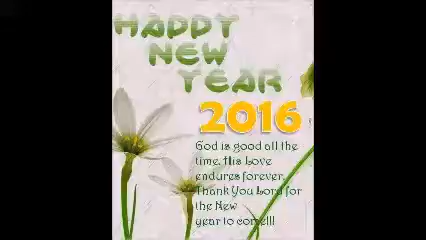 HAPPY
NEW
YEAR
2016
God is good all the
time. His Love
endures forever.
Thank You Lord for
the New
year to come!!!